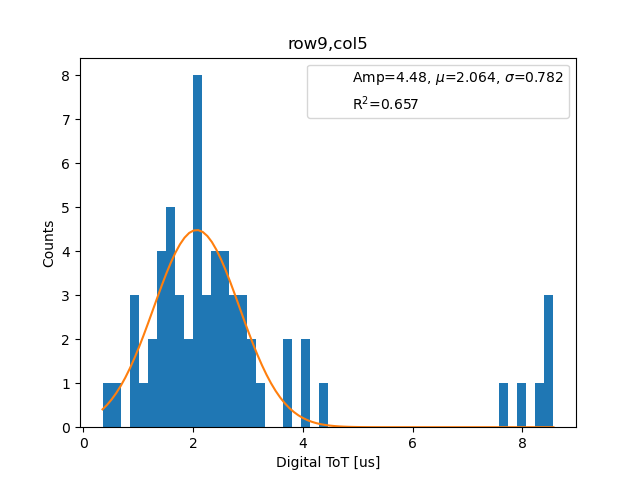 row9,col5
Amp=4.48, μ=2.064, σ=0.782
R²=0.657
8
7
6
5
4
3
2
1
0
Counts
0 2 4 6 8
Digital ToT [us]